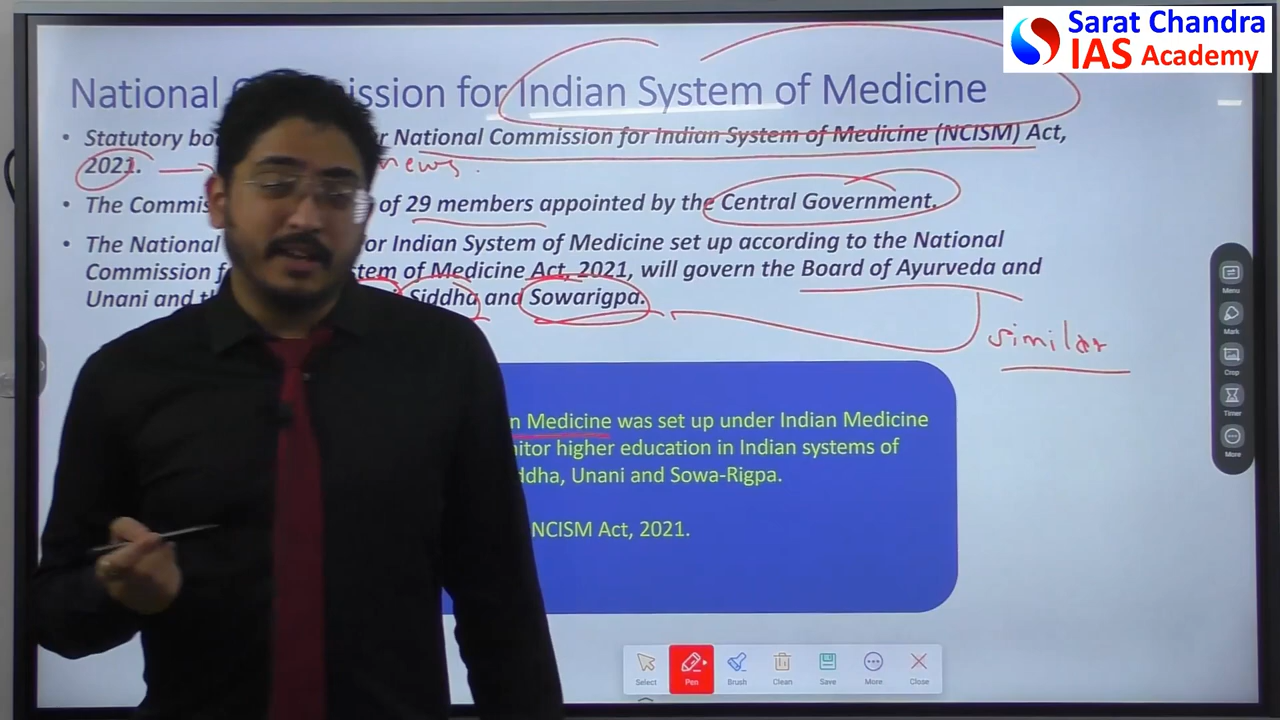 Sarat Chandra
IAS Academy
National Commission for Indian System of Medicine
• Statutory bo r National Commission for Indian System of Medicine (NCISM) Act,
2021. news.
• The Commis of 29 members appointed by the Central Government.
• The National or Indian System of Medicine set up according to the National
Commission f stem of Medicine Act, 2021, will govern the Board of Ayurveda and
Unani and th Siddha and Sowarigpa.
similar
n Medicine was set up under Indian Medicine
nitor higher education in Indian systems of
ddha, Unani and Sowa-Rigpa.
NCISM Act, 2021.
Menu
Mark
Crop
Timer
More
Select
Pen
Brush
Clean
Save
More
Close